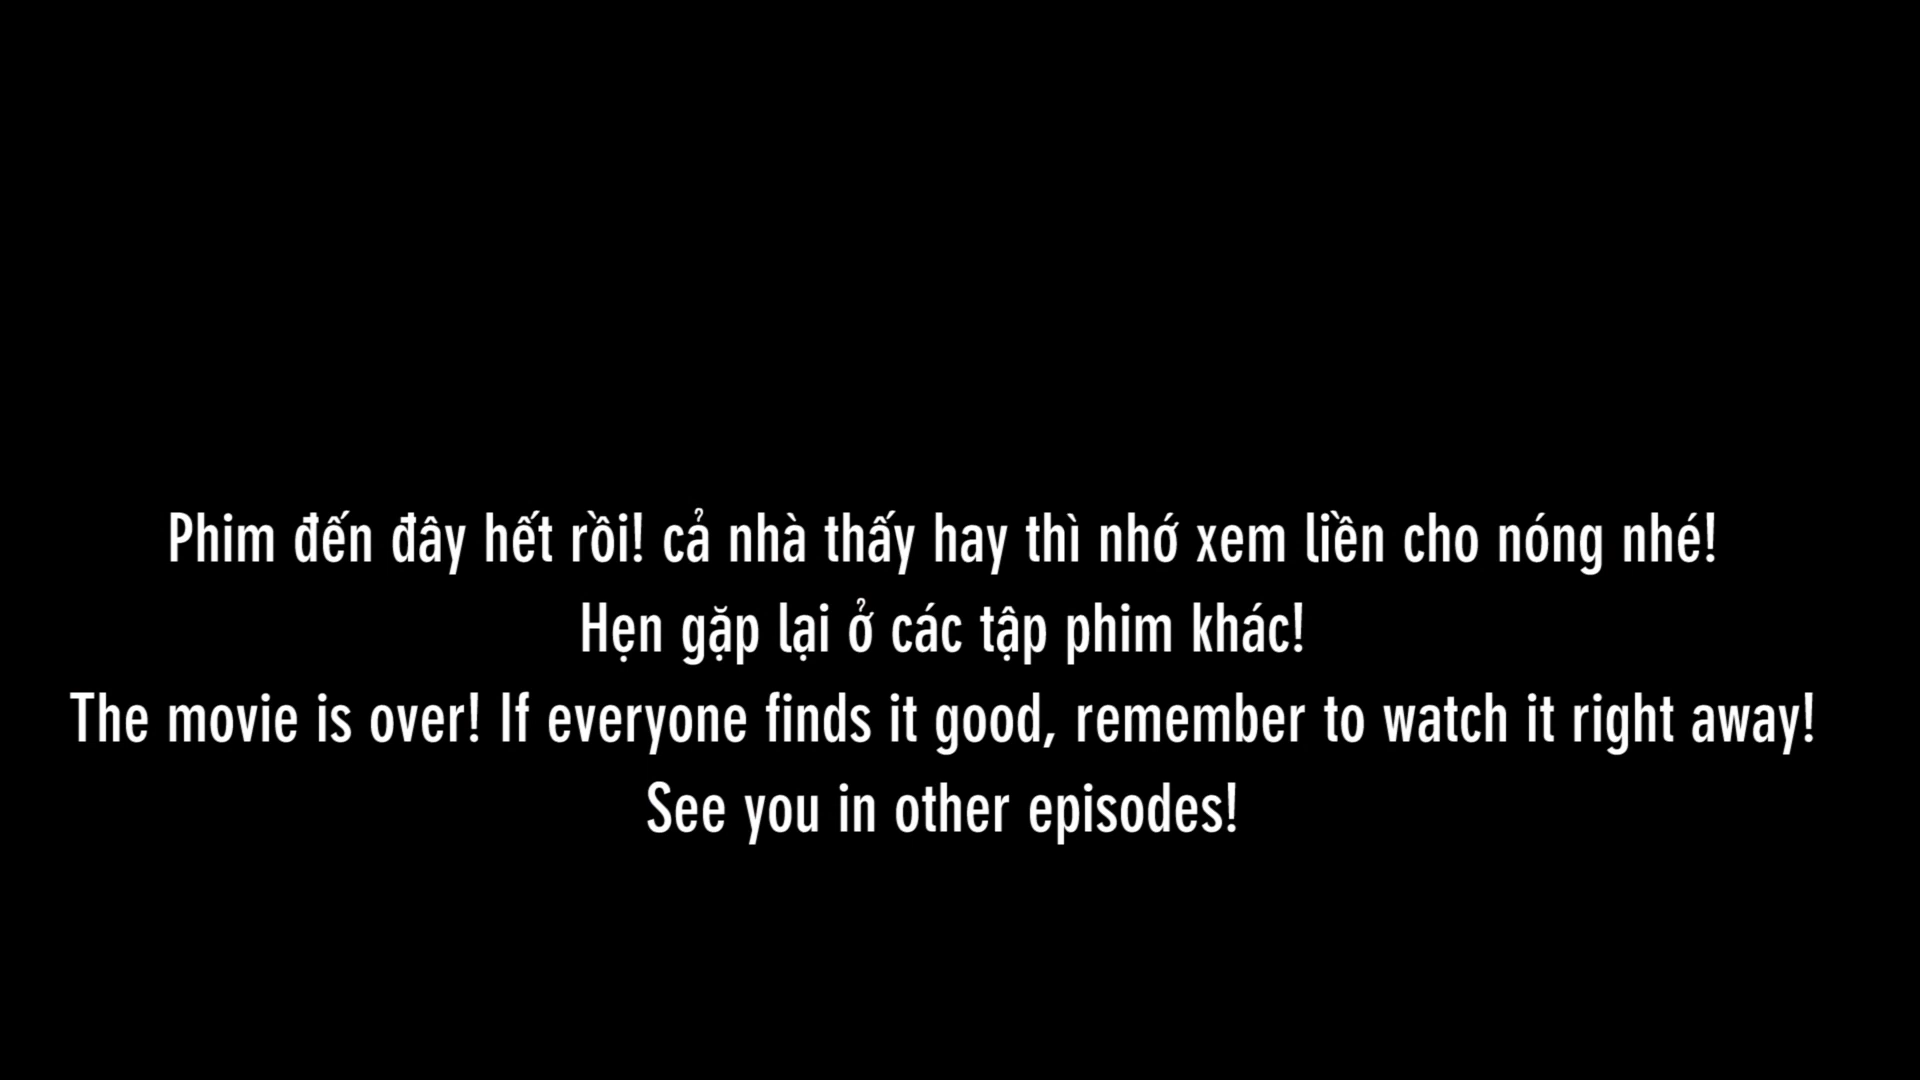 Phim đến đây hết rồi! cả nhà thấy hay thì nhớ xem liền cho nóng nhé!
Hẹn gặp lại ở các tập phim khác!
The movie is over! If everyone finds it good, remember to watch it right away!
See you in other episodes!